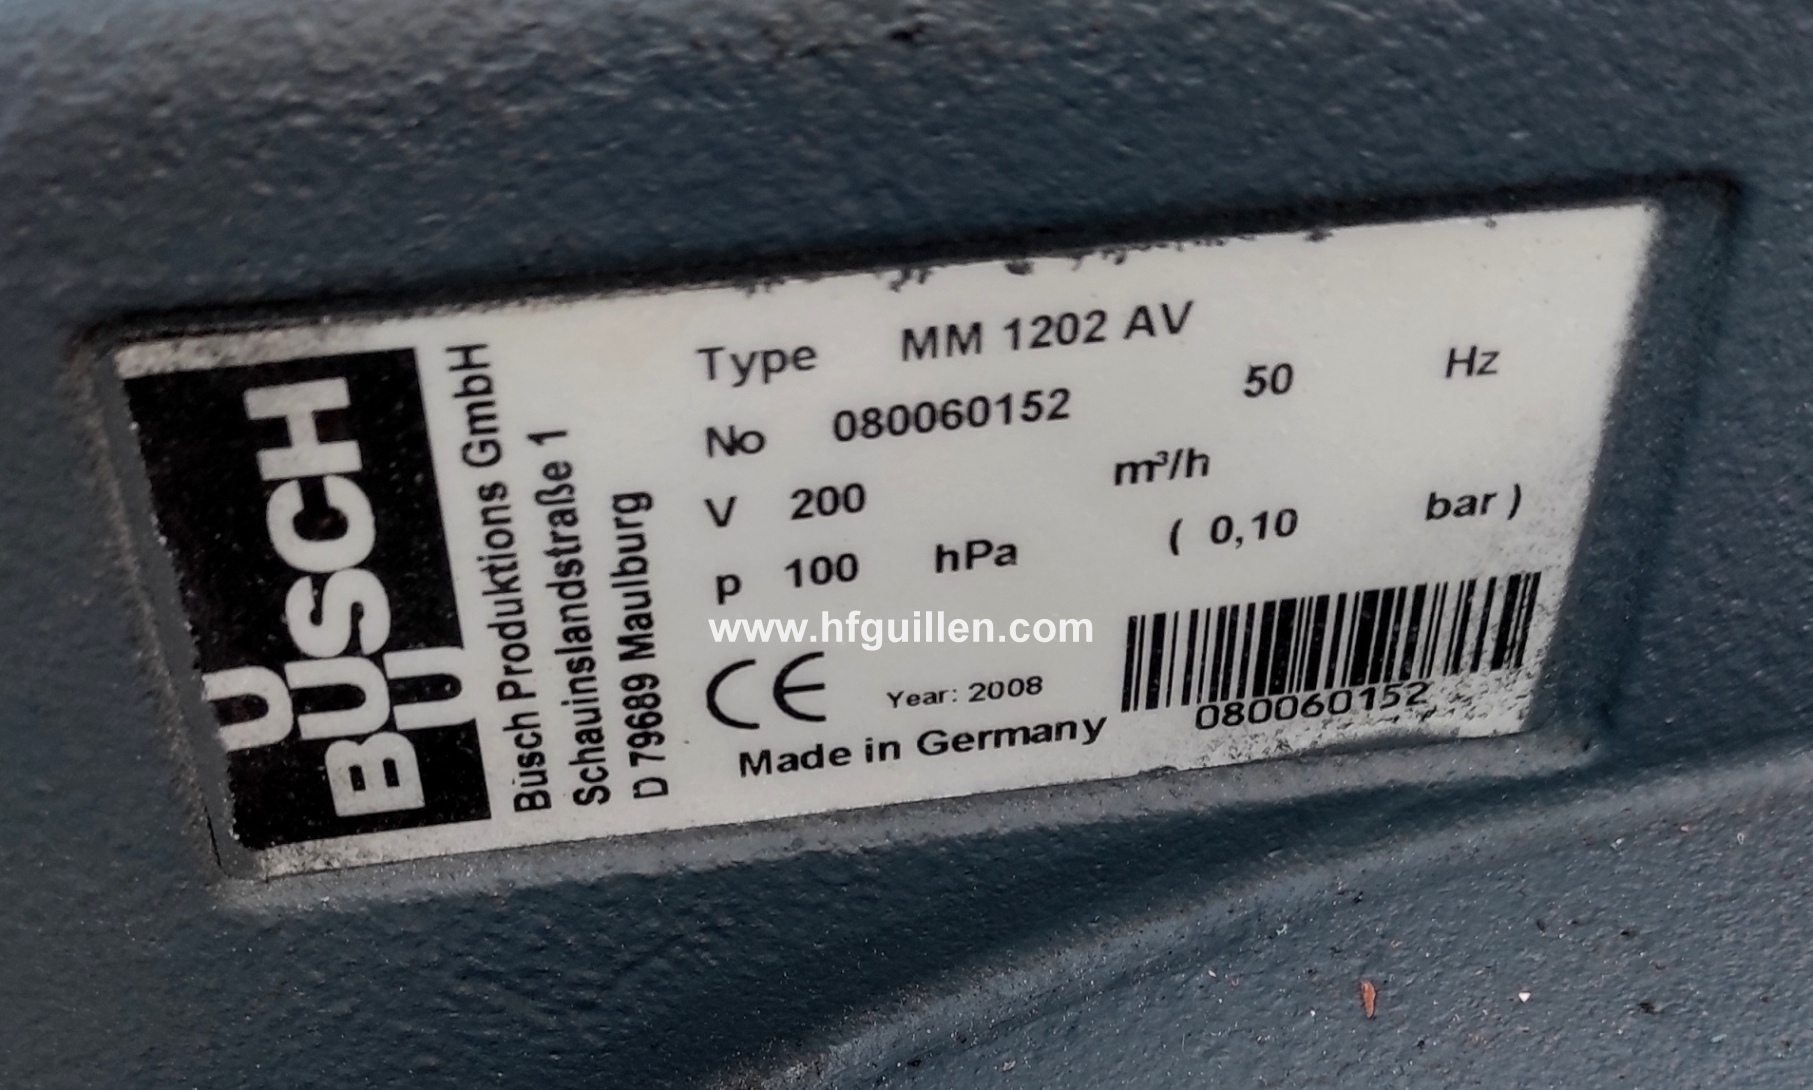 U
BUSCH
BU
Busch Produktions GmbH
Schauinslandstraße 1
D 79689 Maulburg
Type MM 1202 AV
No 080060152 50 Hz
V 200 m³/h
p 100 hPa ( 0,10 bar )
www.hfguillen.com
CE Year: 2008
Made in Germany
080060152